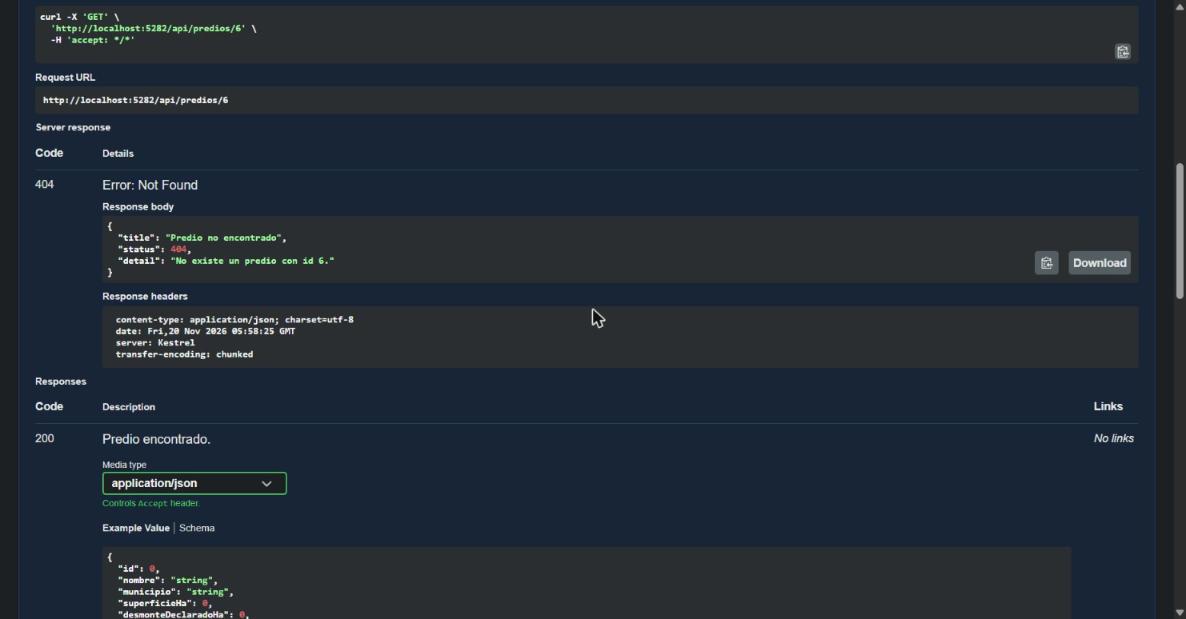 curl -X 'GET' \
  'http://localhost:5282/api/predios/6' \
  -H 'accept: */*'
Request URL
http://localhost:5282/api/predios/6
Server response
Code Details
404 Error: Not Found
Response body
{
  "title": "Predio no encontrado",
  "status": 404,
  "detail": "No existe un predio con id 6."
}
Download
Response headers
content-type: application/json; charset=utf-8
date: Fri,20 Nov 2026 05:58:25 GMT
server: Kestrel
transfer-encoding: chunked
Responses
Code Description Links
200 Predio encontrado. No links
Media type
application/json
Controls Accept header.
Example Value | Schema
{
  "id": 0,
  "nombre": "string",
  "municipio": "string",
  "superficieHa": 0,
  "desmonteDeclaradoHa": 0,